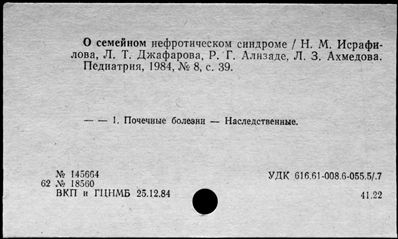 О семейном нефротическом синдроме / Н. М. Исрафи-
лова, Л. Т. Джафарова, Р. Г. Ализаде, Л. З. Ахмедова.
Педиатрия, 1984, № 8, с. 39.
— — 1. Почечные болезни — Наследственные.
№ 145664
62 № 18560
ВКП и ГЦНМБ 25.12.84
УДК 616.61-008.6-055.5/.7
41.22